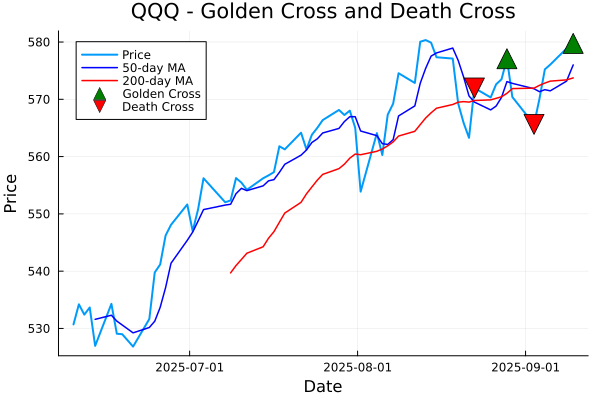 QQQ - Golden Cross and Death Cross
Price
50-day MA
200-day MA
Golden Cross
Death Cross
580
570
560
550
540
530
Price
2025-07-01
2025-08-01
2025-09-01
Date